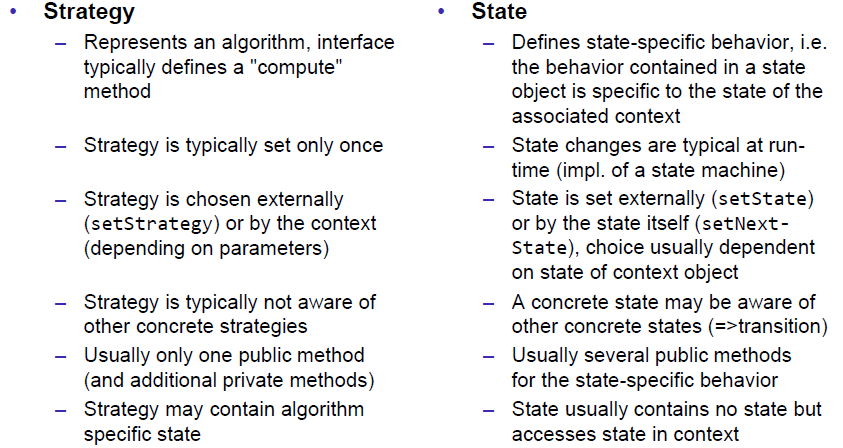 • Strategy
– Represents an algorithm, interface
typically defines a "compute"
method
– Strategy is typically set only once
– Strategy is chosen externally
(setStrategy) or by the context
(depending on parameters)
– Strategy is typically not aware of
other concrete strategies
– Usually only one public method
(and additional private methods)
– Strategy may contain algorithm
specific state
• State
– Defines state-specific behavior, i.e.
the behavior contained in a state
object is specific to the state of the
associated context
– State changes are typical at run-
time (impl. of a state machine)
– State is set externally (setState)
or by the state itself (setNext-
State), choice usually dependent
on state of context object
– A concrete state may be aware of
other concrete states (=>transition)
– Usually several public methods
for the state-specific behavior
– State usually contains no state but
accesses state in context